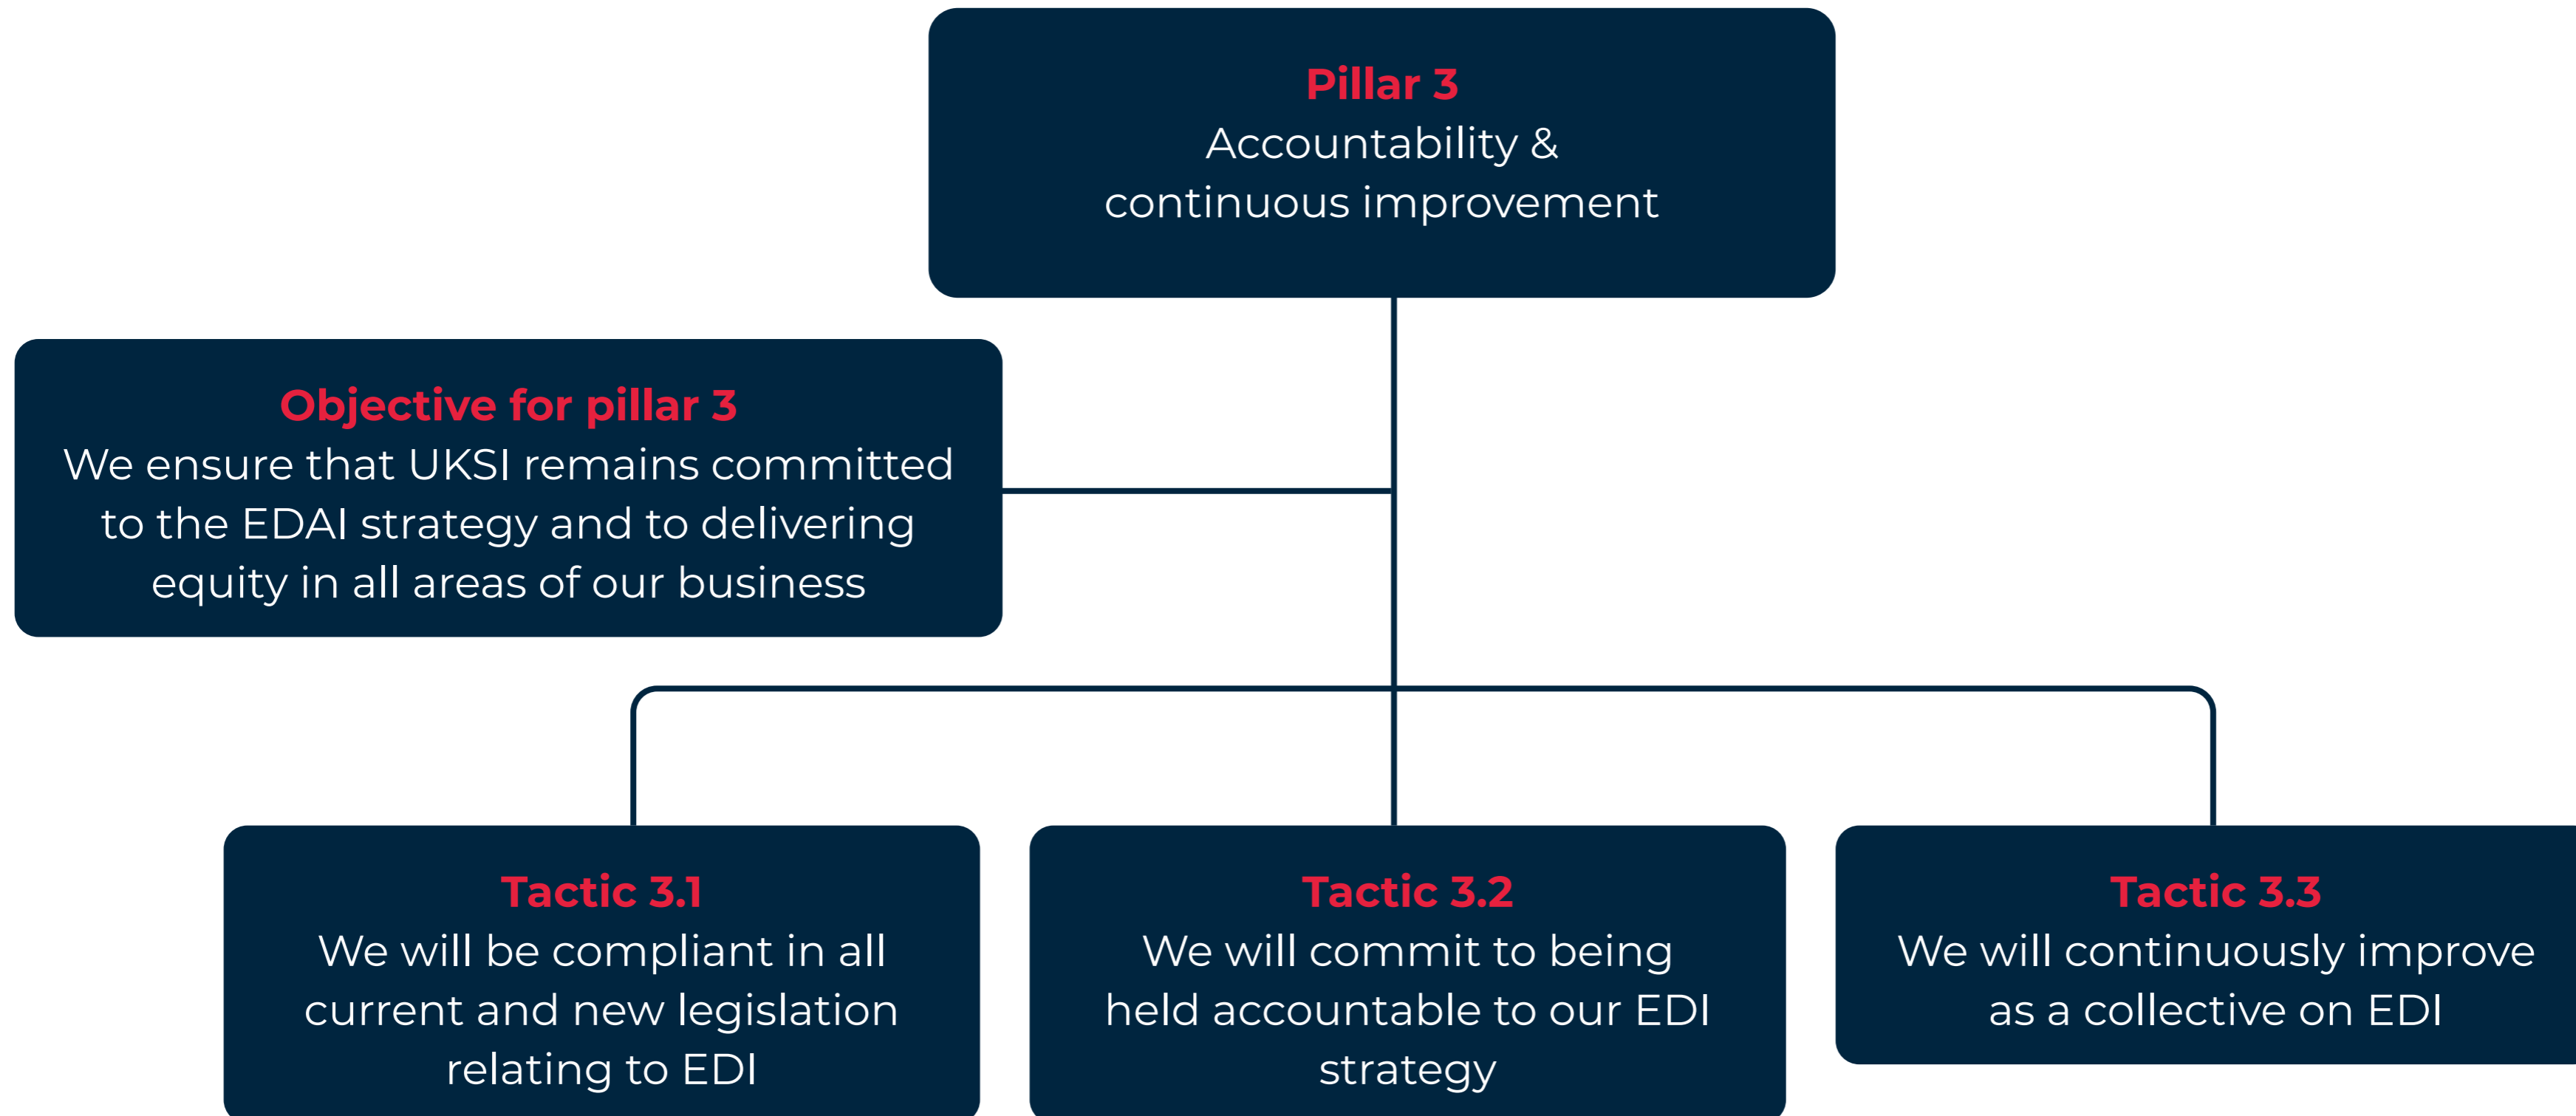 Pillar 3
Accountability &
continuous improvement
Objective for pillar 3
We ensure that UKSI remains committed
to the EDAI strategy and to delivering
equity in all areas of our business
Tactic 3.1
We will be compliant in all
current and new legislation
relating to EDI
Tactic 3.2
We will commit to being
held accountable to our EDI
strategy
Tactic 3.3
We will continuously improve
as a collective on EDI